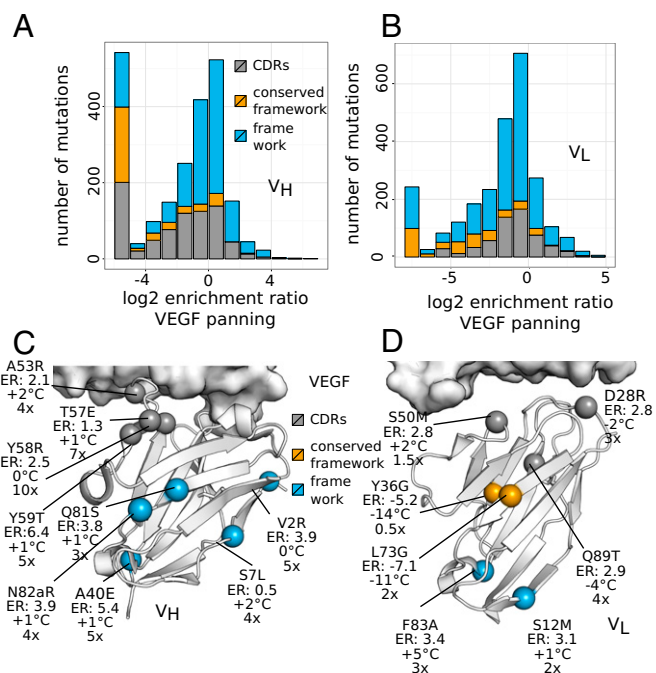 A
number of mutations
400
200
0
-4
0
4
log2 enrichment ratio
VEGF panning
CDRs
conserved
framework
frame
work
VH
B
number of mutations
600
400
200
0
-5
0
5
log2 enrichment ratio
VEGF panning
VL
C
A53R
ER: 2.1
+2°C
4x
T57E
ER: 1.3
+1°C
7x
Y58R
ER: 2.5
0°C
10x
Y59T
ER:6.4
+1°C
5x
Q81S
ER:3.8
+1°C
3x
N82aR
ER: 3.9
+1°C
4x
A40E
ER: 5.4
+1°C
5x
V2R
ER: 3.9
0°C
5x
S7L
ER: 0.5
+2°C
4x
VH
VEGF
CDRs
conserved
framework
frame
work
D
S50M
ER: 2.8
+2°C
1.5x
D28R
ER: 2.8
-2°C
3x
Y36G
ER: -5.2
-14°C
0.5x
L73G
ER: -7.1
-11°C
2x
Q89T
ER: 2.9
-4°C
4x
F83A
ER: 3.4
+5°C
3x
S12M
ER: 3.1
+1°C
2x
VL